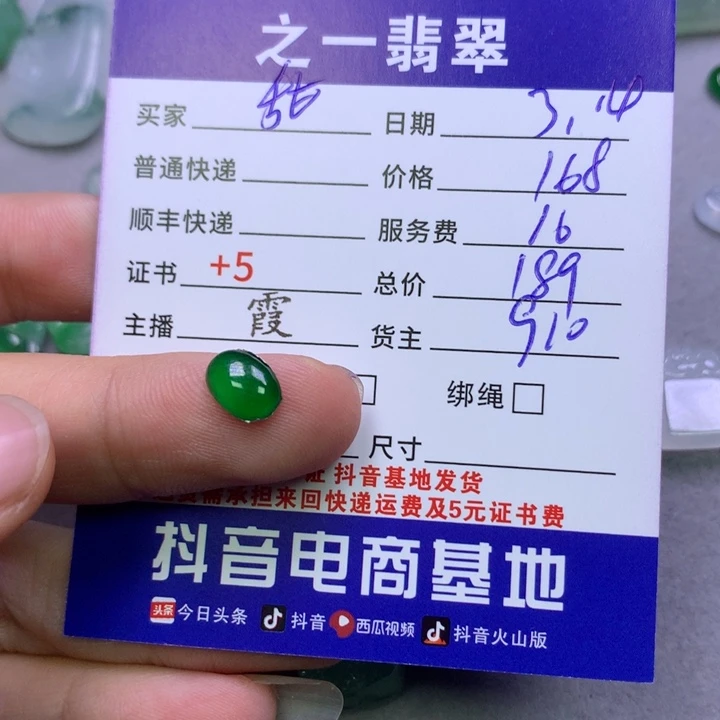 之一翡翠
买家 日期 3.14
普通快递 价格 168
顺丰快递 服务费 16
证书 +5 总价 189
主播 霞 货主 910
绑绳
尺寸
证 抖音基地发货
需承担来回快递运费及5元证书费
抖音电商基地
头条 今日头条 抖音 西瓜视频 抖音火山版